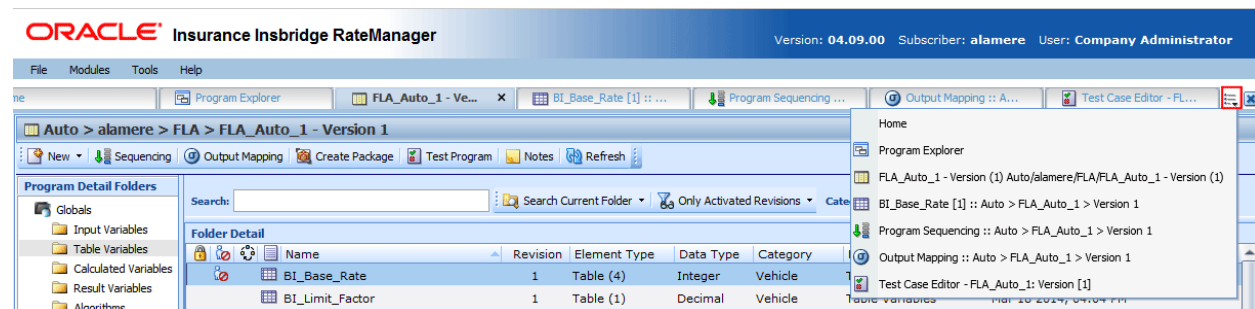 ORACLE Insurance Insbridge RateManager
Version: 04.09.00 Subscriber: alamere User: Company Administrator
File Modules Tools Help
me Program Explorer FLA_Auto_1 - Ve... x BI_Base_Rate [1] :: ... Program Sequencing ... Output Mapping :: A... Test Case Editor - FL...
Auto > alamere > FLA > FLA_Auto_1 - Version 1
New Sequencing Output Mapping Create Package Test Program Notes Refresh
Home
Program Explorer
FLA_Auto_1 - Version (1) Auto/alamere/FLA/FLA_Auto_1 - Version (1)
BI_Base_Rate [1] :: Auto > FLA_Auto_1 > Version 1
Program Sequencing :: Auto > FLA_Auto_1 > Version 1
Output Mapping :: Auto > FLA_Auto_1 > Version 1
Test Case Editor - FLA_Auto_1: Version [1]
Program Detail Folders
Globals
Input Variables
Table Variables
Calculated Variables
Result Variables
Algorithms
Search: Search Current Folder Only Activated Revisions Cate
Folder Detail
Name Revision Element Type Data Type Category
BI_Base_Rate 1 Table (4) Integer Vehicle
BI_Limit_Factor 1 Table (1) Decimal Vehicle Table Variables